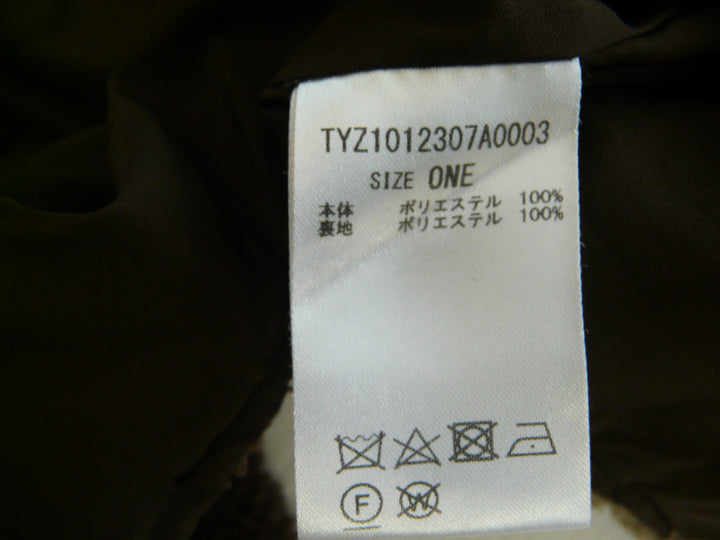 TYZ1012307A0003
SIZE ONE
本体 ポリエステル 100%
裏地 ポリエステル 100%
F W